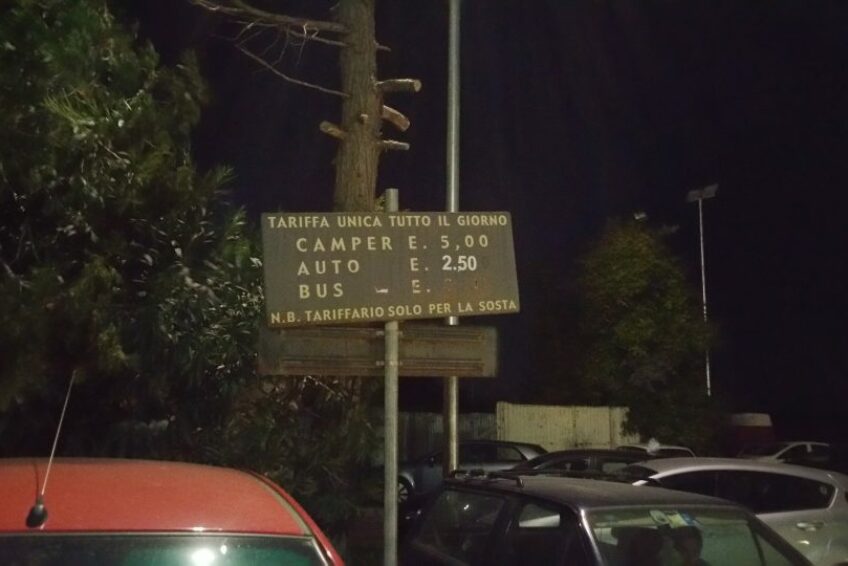 TARIFFA UNICA TUTTO IL GIORNO
CAMPER E. 5,00
AUTO E. 2.50
BUS E.
N.B. TARIFFARIO SOLO PER LA SOSTA